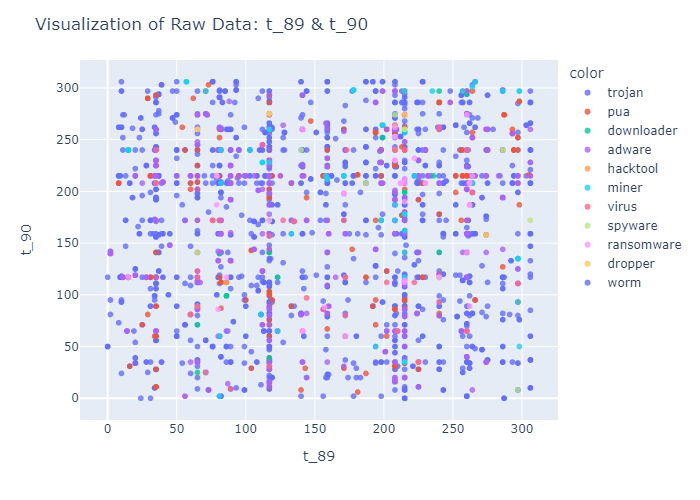 Visualization of Raw Data: t_89 & t_90
color
trojan
pua
downloader
adware
hacktool
miner
virus
spyware
ransomware
dropper
worm
300
250
200
150
100
50
0
t_90
0
50
100
150
200
250
300
t_89